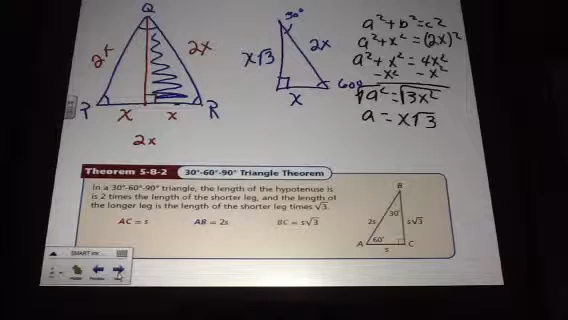 Q
2x
2x
P
R
x
x
2x
30°
x√3
2x
60°
x
a² + b² = c²
a² + x² = (2x)²
a² + x² = 4x²
-x² -x²
√a² = √3x²
a = x√3
Theorem 5-8-2 30°-60°-90° Triangle Theorem
In a 30°-60°-90° triangle, the length of the hypotenuse is
is 2 times the length of the shorter leg, and the length of
the longer leg is the length of the shorter leg times √3.
AC = s AB = 2s BC = s√3
B
2s
30°
s√3
60°
A
s
C